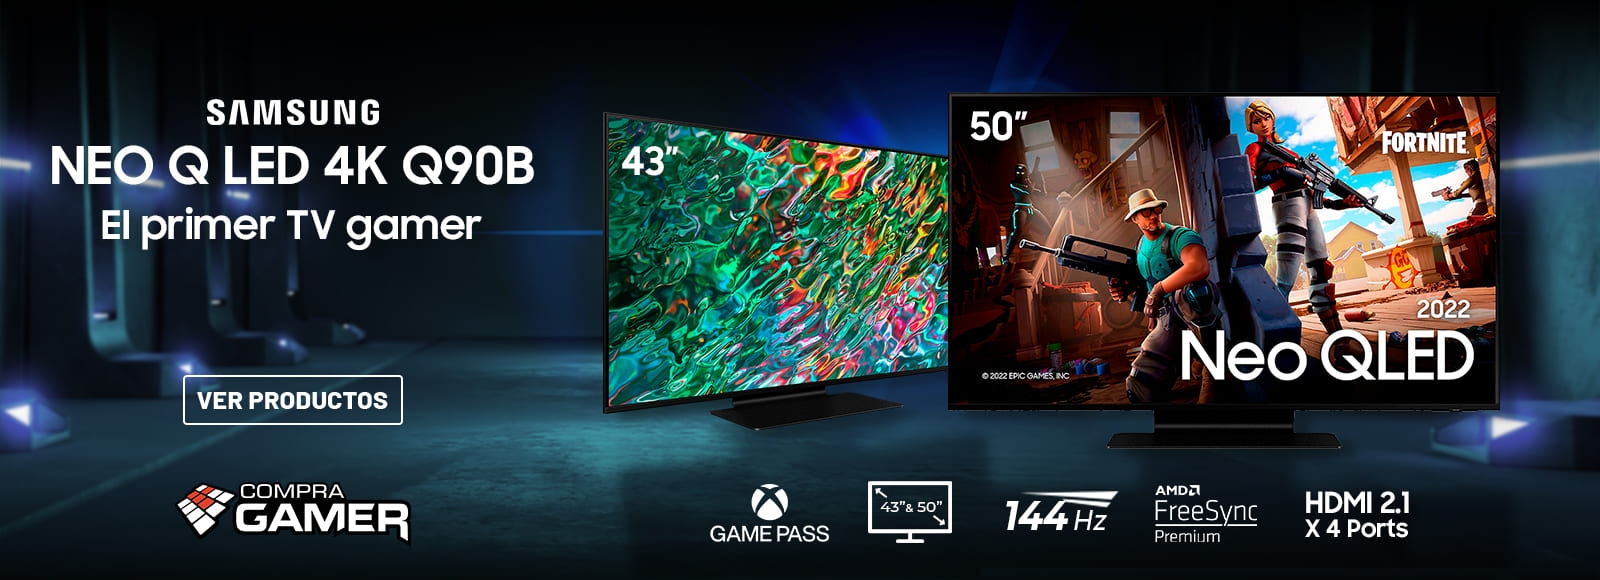 SAMSUNG
NEO Q LED 4K Q90B
El primer TV gamer
VER PRODUCTOS
COMPRA
GAMER
43”
50”
FORTNITE
2022
Neo QLED
© 2022 EPIC GAMES, INC
GAME PASS
43”& 50”
144 Hz
AMD
FreeSync
Premium
HDMI 2.1
X 4 Ports